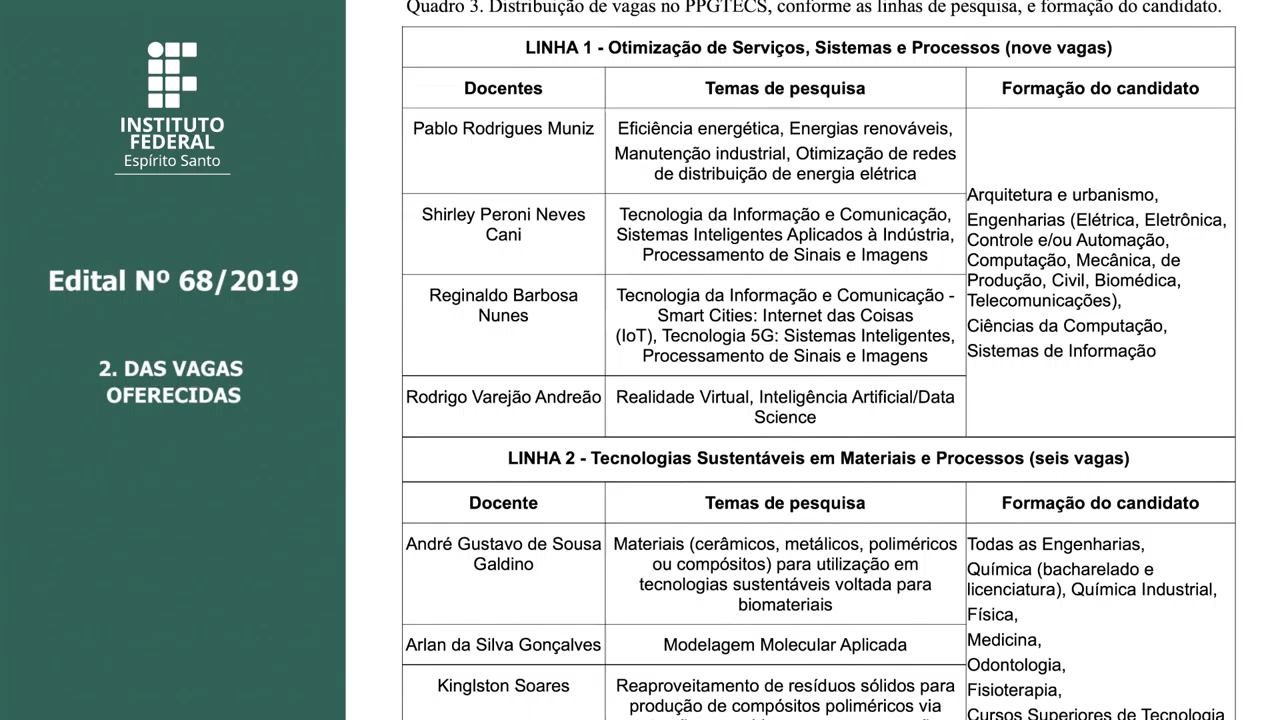 INSTITUTO
FEDERAL
Espírito Santo
Edital Nº 68/2019
2. DAS VAGAS
OFERECIDAS
Quadro 3. Distribuição de vagas no PPGTECS, conforme as linhas de pesquisa, e formação do candidato.
LINHA 1 - Otimização de Serviços, Sistemas e Processos (nove vagas)
Docentes
Temas de pesquisa
Formação do candidato
Pablo Rodrigues Muniz
Eficiência energética, Energias renováveis,
Manutenção industrial, Otimização de redes
de distribuição de energia elétrica
Shirley Peroni Neves
Cani
Tecnologia da Informação e Comunicação,
Sistemas Inteligentes Aplicados à Indústria,
Processamento de Sinais e Imagens
Reginaldo Barbosa
Nunes
Tecnologia da Informação e Comunicação -
Smart Cities: Internet das Coisas
(IoT), Tecnologia 5G: Sistemas Inteligentes,
Processamento de Sinais e Imagens
Rodrigo Varejão Andreão
Realidade Virtual, Inteligência Artificial/Data
Science
Arquitetura e urbanismo,
Engenharias (Elétrica, Eletrônica,
Controle e/ou Automação,
Computação, Mecânica, de
Produção, Civil, Biomédica,
Telecomunicações),
Ciências da Computação,
Sistemas de Informação
LINHA 2 - Tecnologias Sustentáveis em Materiais e Processos (seis vagas)
Docente
Temas de pesquisa
Formação do candidato
André Gustavo de Sousa
Galdino
Materiais (cerâmicos, metálicos, poliméricos
ou compósitos) para utilização em
tecnologias sustentáveis voltada para
biomateriais
Arlan da Silva Gonçalves
Modelagem Molecular Aplicada
Kinglston Soares
Reaproveitamento de resíduos sólidos para
produção de compósitos poliméricos via
Todas as Engenharias,
Química (bacharelado e
licenciatura), Química Industrial,
Física,
Medicina,
Odontologia,
Fisioterapia,
Cursos Superiores de Tecnologia